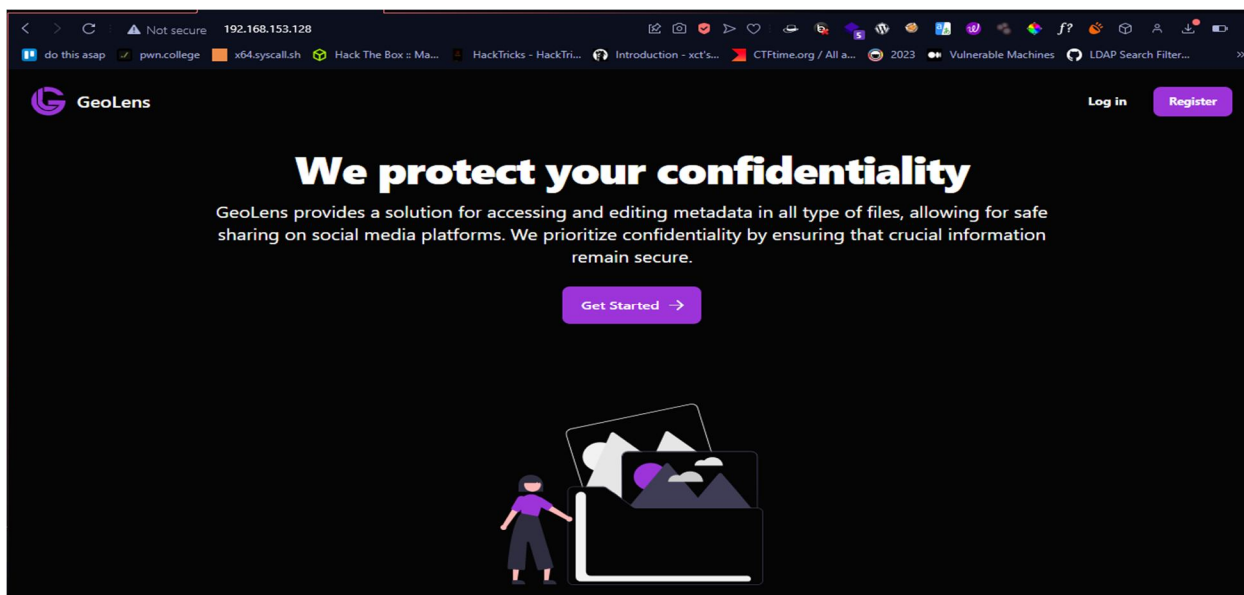 Not secure 192.168.153.128
5 f?
do this asap pwn.college x64.syscall.sh Hack The Box :: Ma... HackTricks - HackTri... Introduction - xct's... CTFtime.org / All a... 2023 Vulnerable Machines LDAP Search Filter... »
GeoLens Log in Register
We protect your confidentiality
GeoLens provides a solution for accessing and editing metadata in all type of files, allowing for safe
sharing on social media platforms. We prioritize confidentiality by ensuring that crucial information
remain secure.
Get Started →